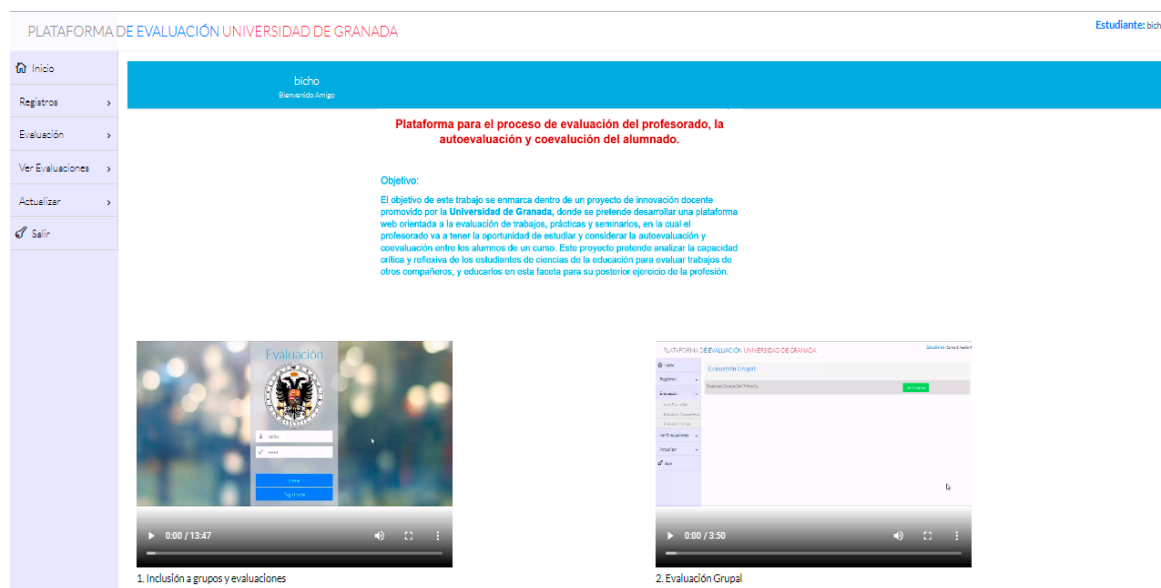 PLATAFORMA DE EVALUACIÓN UNIVERSIDAD DE GRANADA
Estudiante: bich
Inicio
Registros
Evaluación
Ver Evaluaciones
Actualizar
Salir
bicho
Bienvenido Amigo
Plataforma para el proceso de evaluación del profesorado, la
autoevaluación y coevalución del alumnado.
Objetivo:
El objetivo de este trabajo se enmarca dentro de un proyecto de innovación docente
promovido por la Universidad de Granada, donde se pretende desarrollar una plataforma
web orientada a la evaluación de trabajos, prácticas y seminarios, en la cual el
profesorado va a tener la oportunidad de estudiar y considerar la autoevaluación y
coevaluación entre los alumnos de un curso. Este proyecto pretende analizar la capacidad
crítica y reflexiva de los estudiantes de ciencias de la educación para evaluar trabajos de
otros compañeros, y educarlos en esta faceta para su posterior ejercicio de la profesión.
Evaluación
0:00 / 13:47
1. Inclusión a grupos y evaluaciones
PLATAFORMA DE EVALUACIÓN UNIVERSIDAD DE GRANADA
Evaluación Grupal
Registros
Evaluación
Ver Evaluaciones
Actualizar
0:00 / 3:50
2. Evaluación Grupal